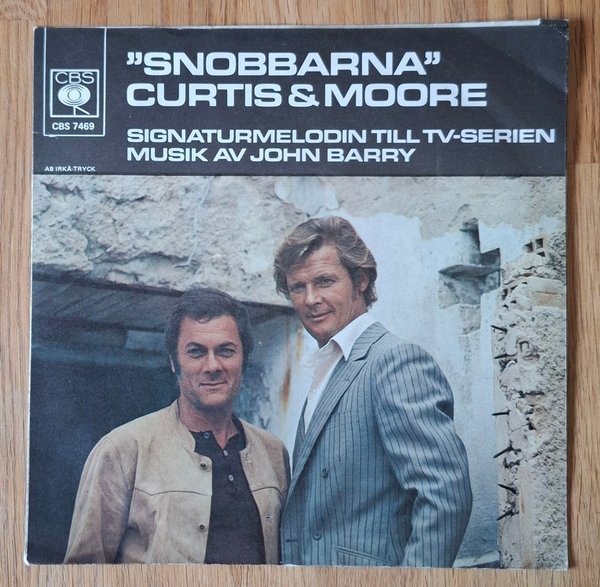 "SNOBBARNA"
CURTIS & MOORE
CBS
CBS 7469
SIGNATURMELODIN TILL TV-SERIEN
MUSIK AV JOHN BARRY
AB IRKÅ-TRYCK